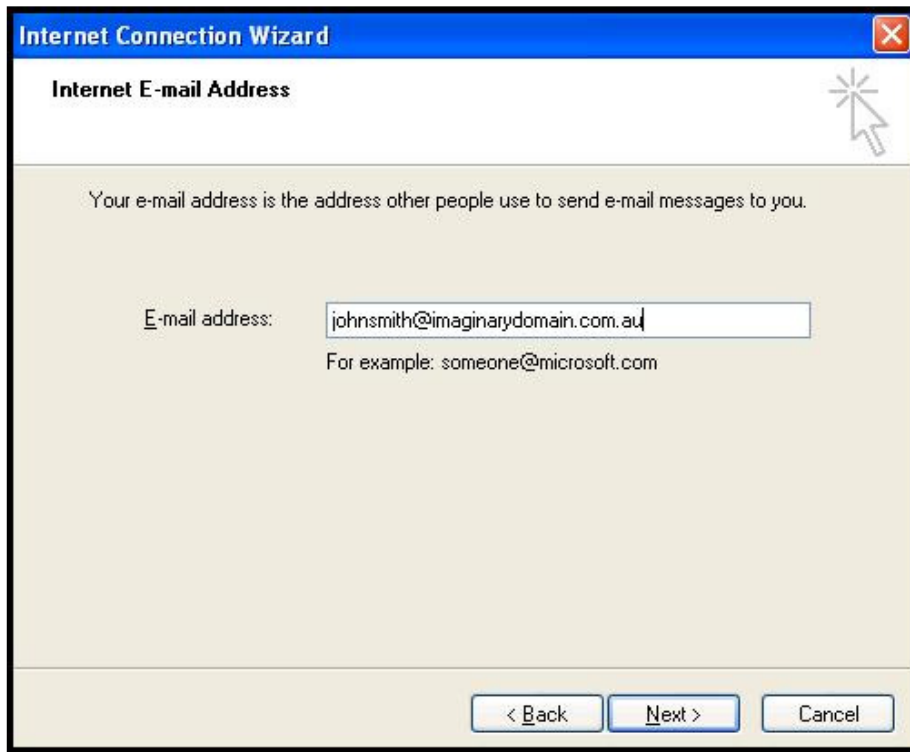 Internet Connection Wizard
Internet E-mail Address
Your e-mail address is the address other people use to send e-mail messages to you.
E-mail address: johnsmith@imaginarydomain.com.au
For example: someone@microsoft.com
< Back Next > Cancel